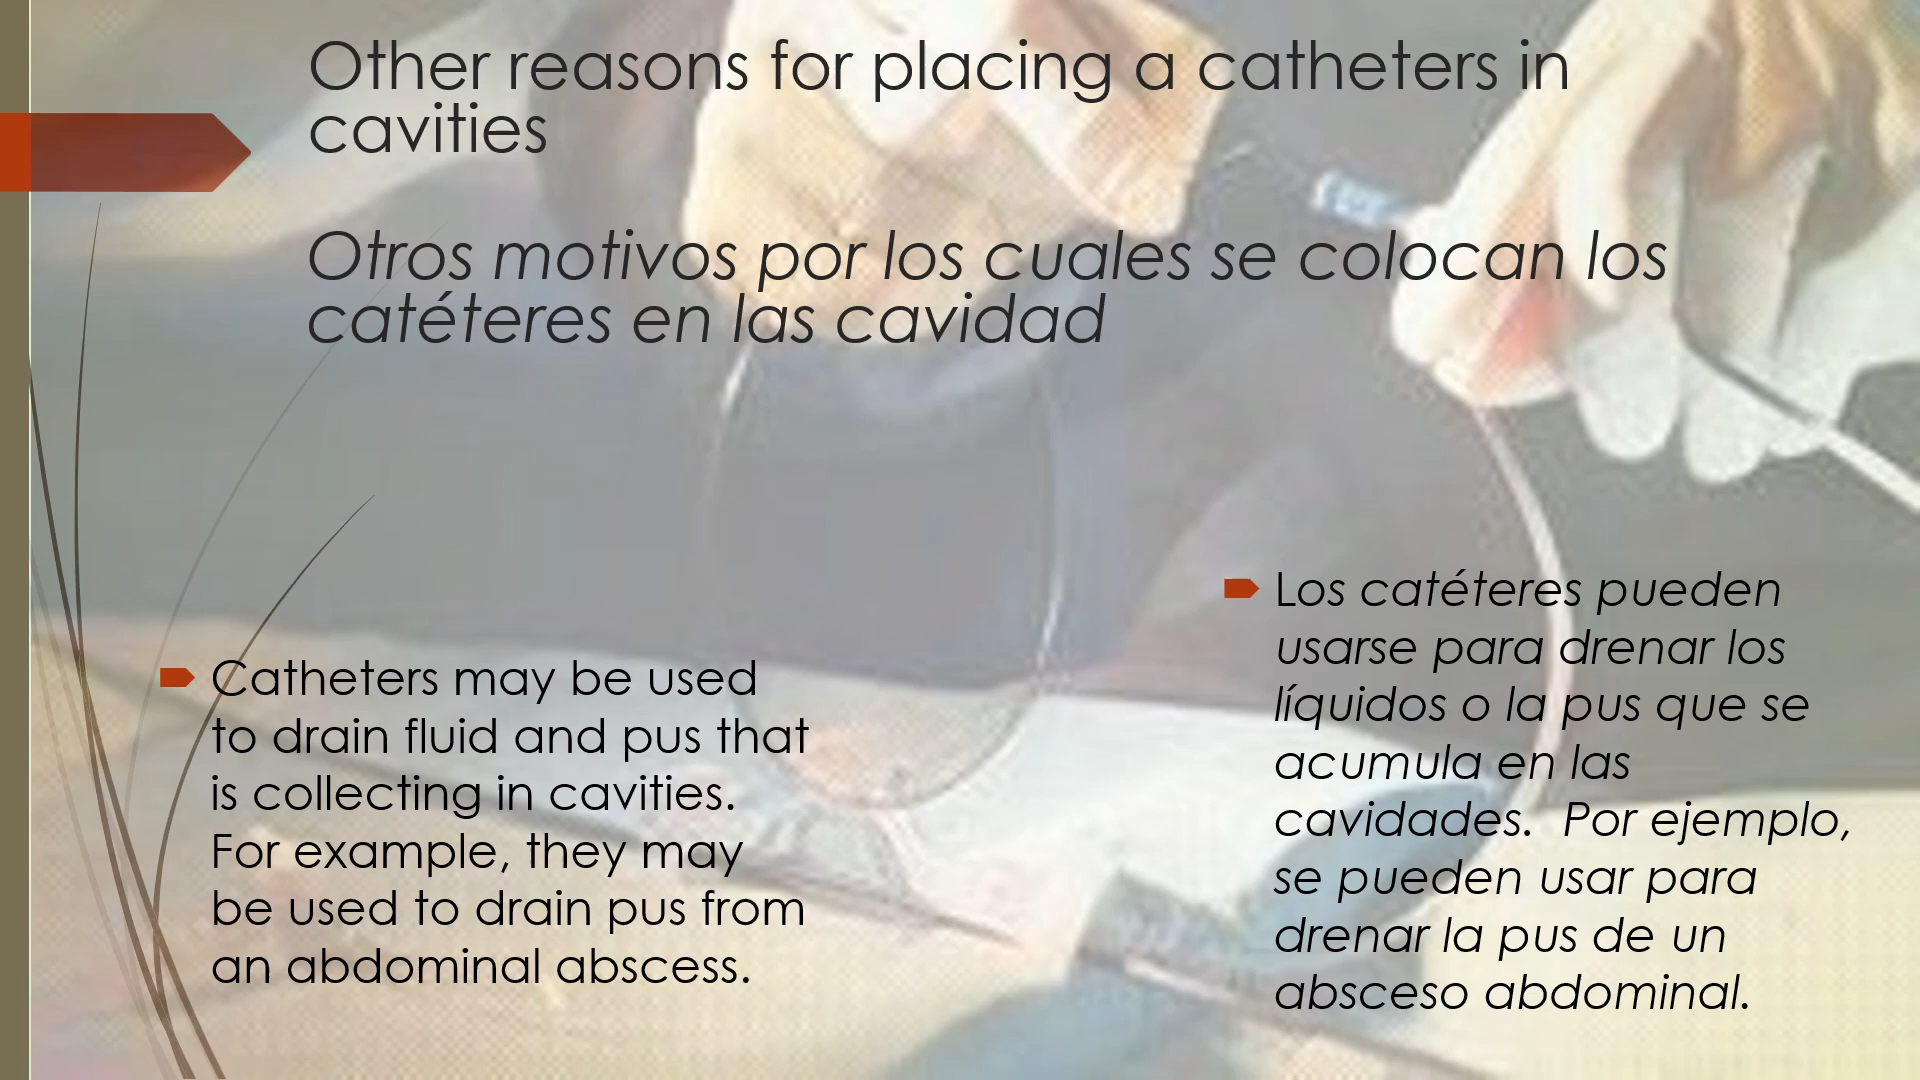 Other reasons for placing a catheters in
cavities
Otros motivos por los cuales se colocan los
catéteres en las cavidad
Catheters may be used
to drain fluid and pus that
is collecting in cavities.
For example, they may
be used to drain pus from
an abdominal abscess.
Los catéteres pueden
usarse para drenar los
líquidos o la pus que se
acumula en las
cavidades.  Por ejemplo,
se pueden usar para
drenar la pus de un
absceso abdominal.